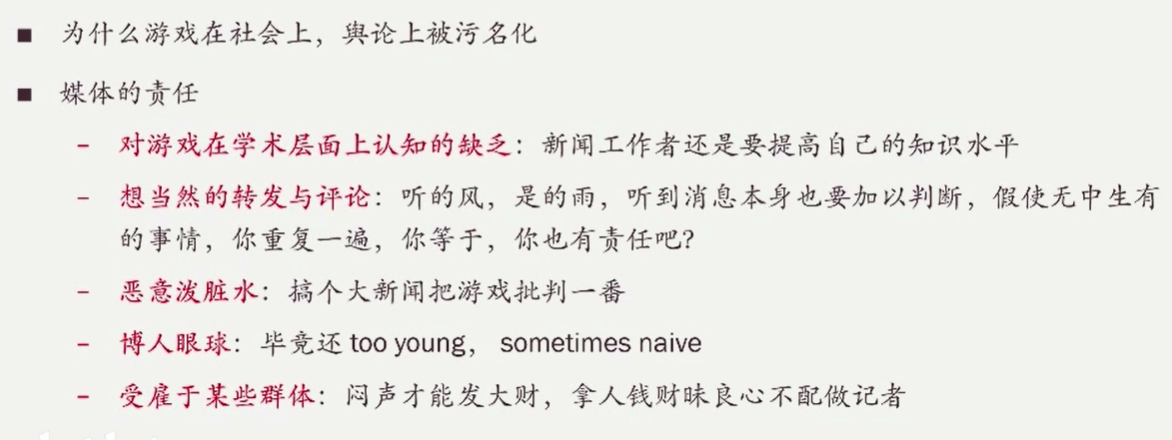 ■ 为什么游戏在社会上，舆论上被污名化
■ 媒体的责任
– 对游戏在学术层面上认知的缺乏：新闻工作者还是要提高自己的知识水平
– 想当然的转发与评论：听的风，是的雨，听到消息本身也要加以判断，假使无中生有
的事情，你重复一遍，你等于，你也有责任吧？
– 恶意泼脏水：搞个大新闻把游戏批判一番
– 博人眼球：毕竟还 too young， sometimes naive
– 受雇于某些群体：闷声才能发大财，拿人钱财昧良心不配做记者